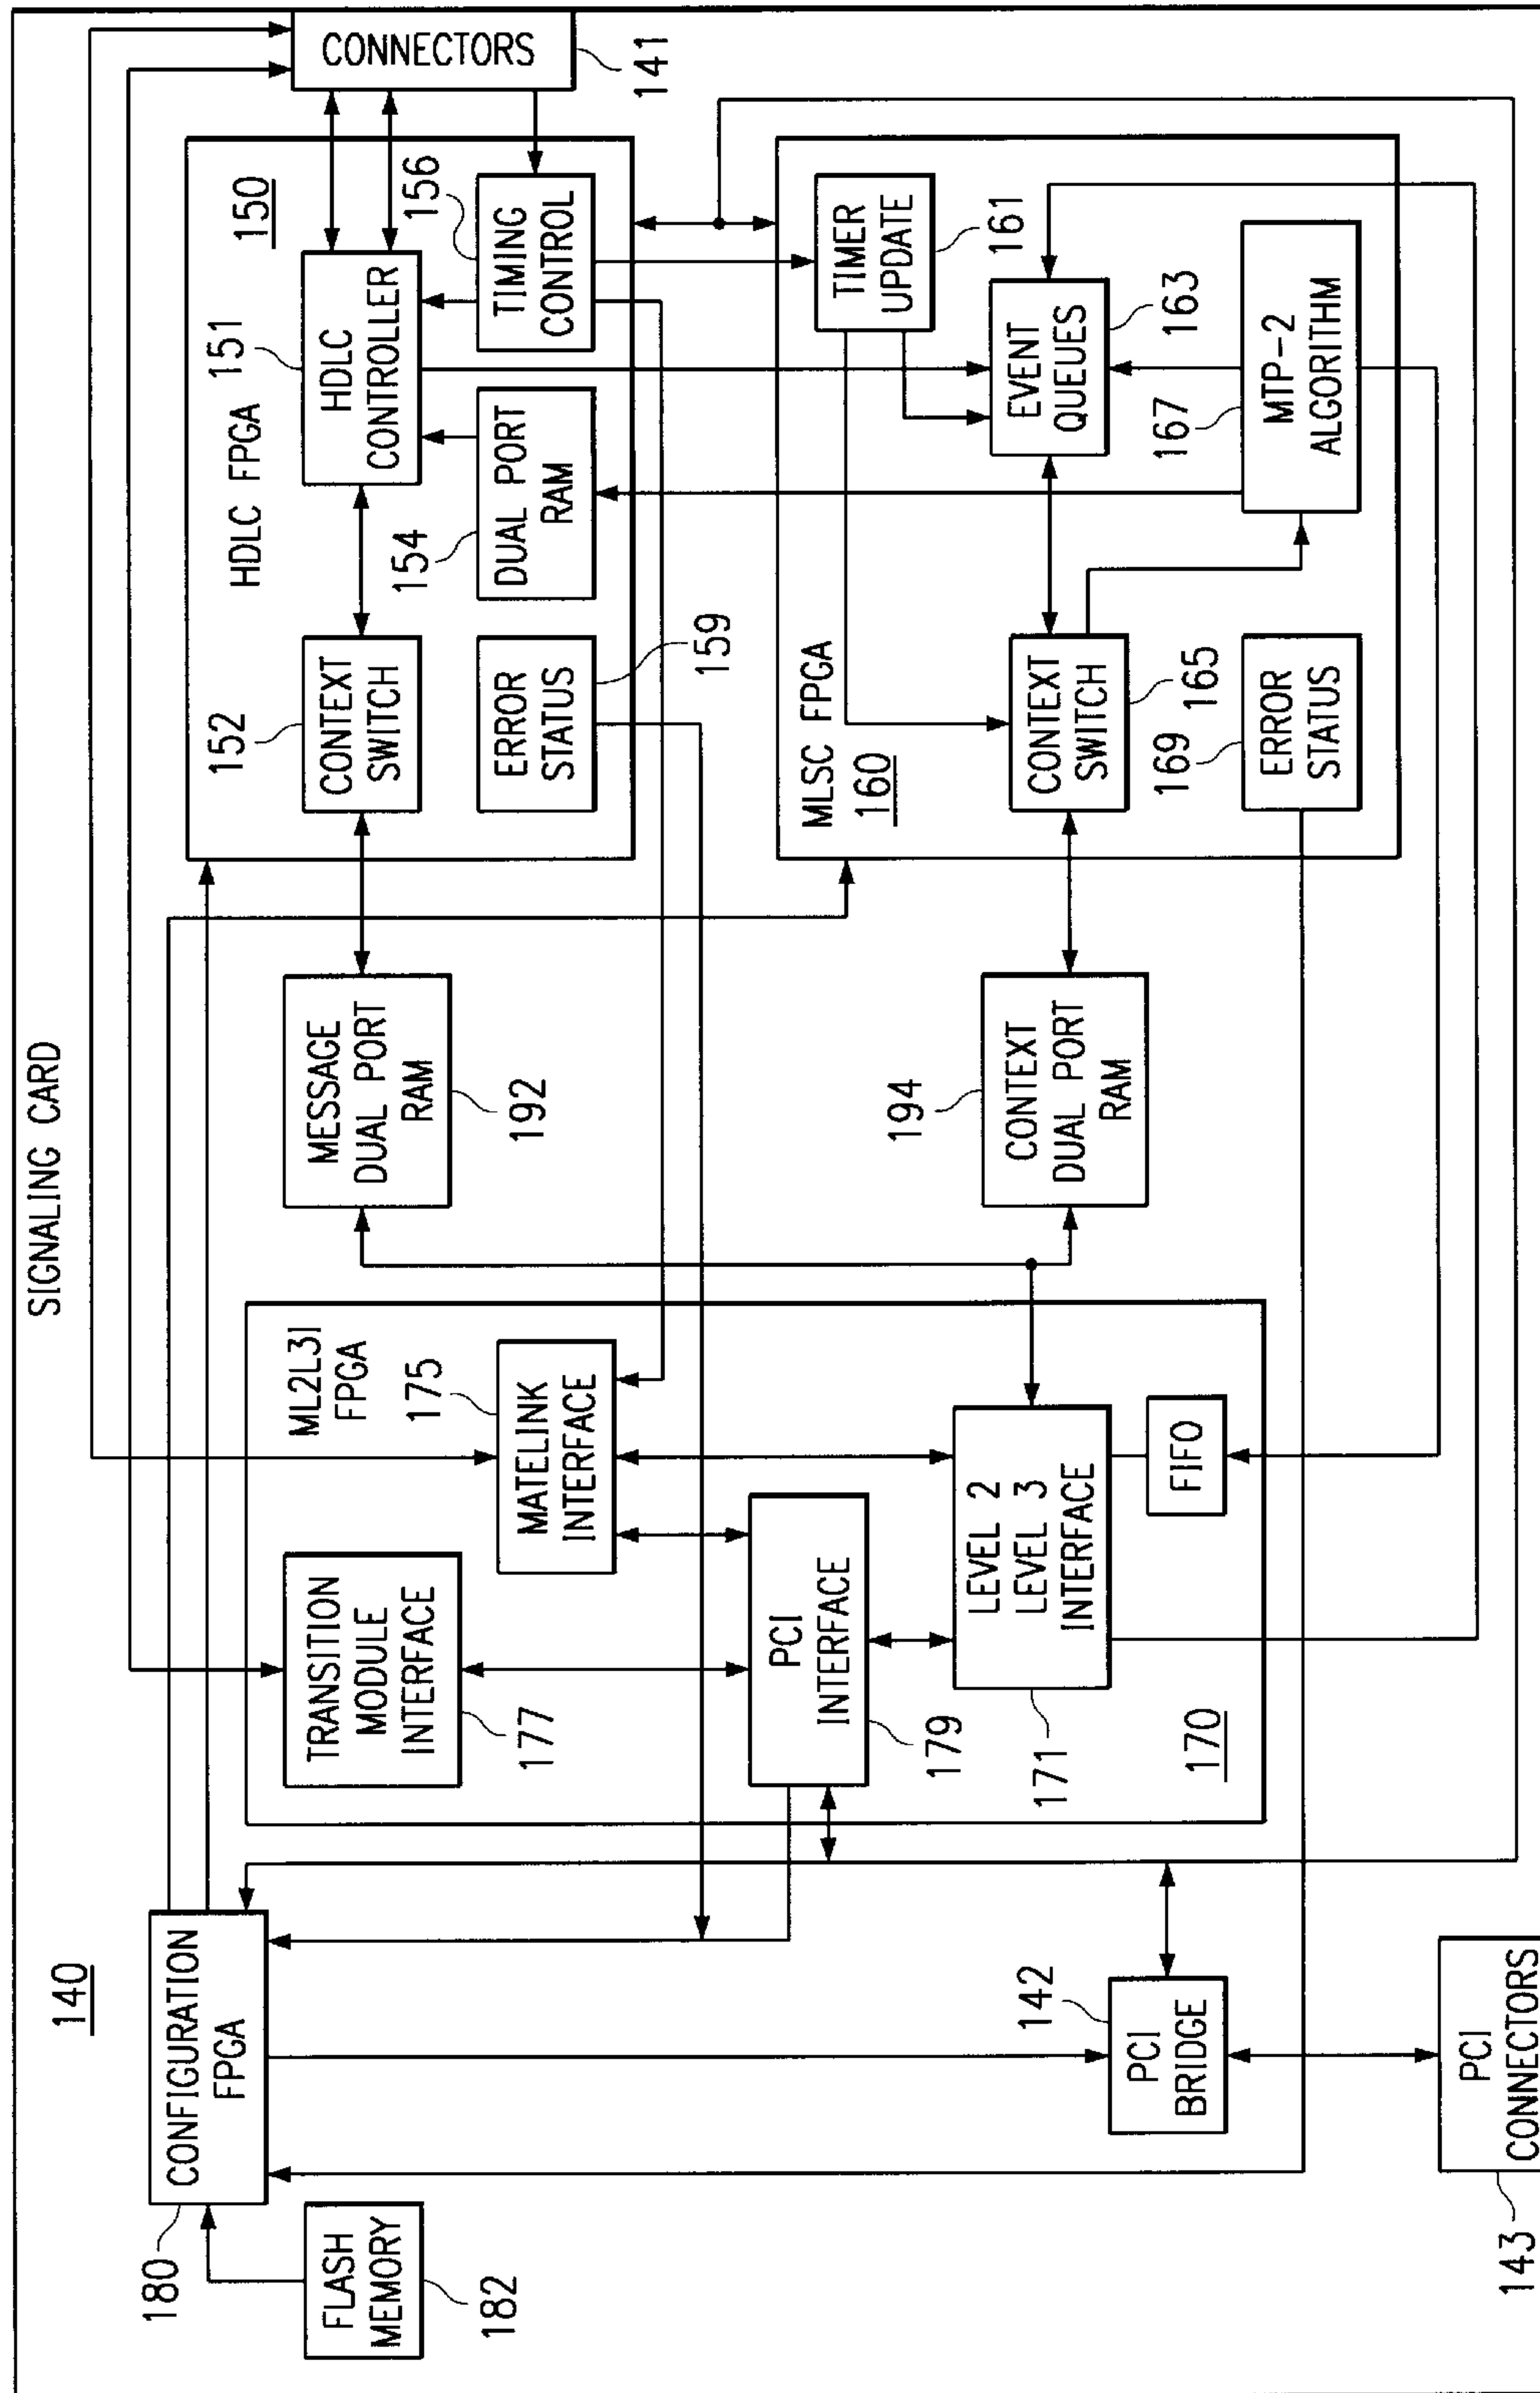 SIGNALING CARD
140
CONFIGURATION
FPGA
180
FLASH
MEMORY
182
PCI
BRIDGE
142
PCI
CONNECTORS
143
ML2L3I
FPGA
170
TRANSITION
MODULE
INTERFACE
177
MATELINK
INTERFACE
175
PCI
INTERFACE
179
LEVEL 2
LEVEL 3
INTERFACE
171
FIFO
MESSAGE
DUAL PORT
RAM
192
CONTEXT
DUAL PORT
RAM
194
HDLC FPGA
150
CONTEXT
SWITCH
152
HDLC
CONTROLLER
151
ERROR
STATUS
159
DUAL PORT
RAM
154
TIMING
CONTROL
156
CONNECTORS
141
MLSC FPGA
160
TIMER
UPDATE
161
CONTEXT
SWITCH
165
EVENT
QUEUES
163
ERROR
STATUS
169
MTP-2
ALGORITHM
167